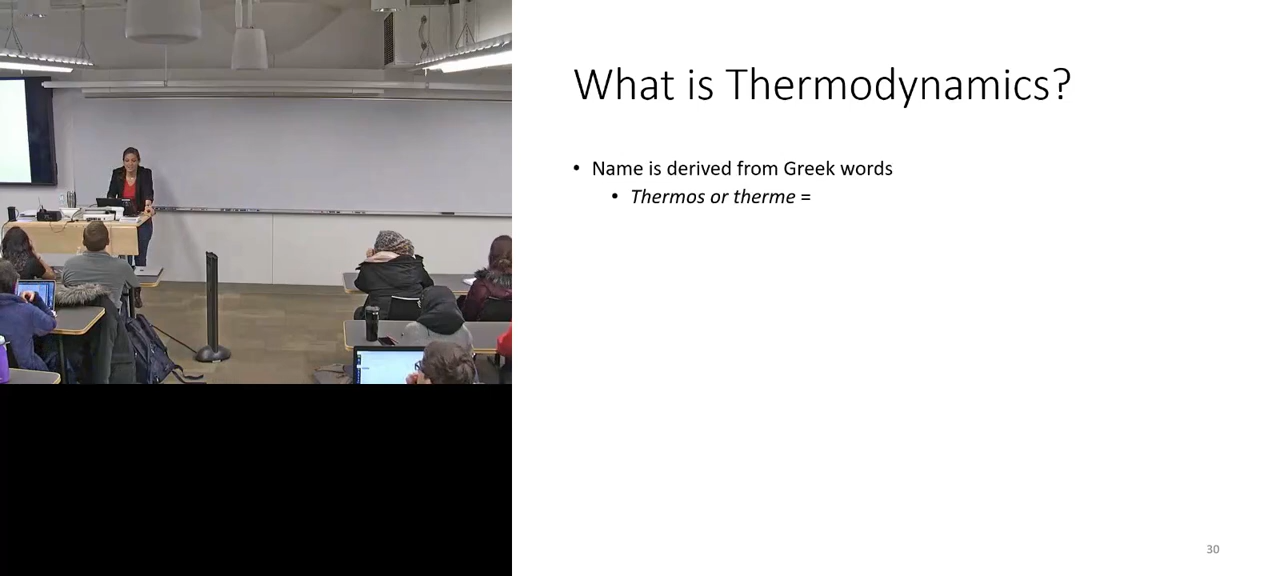 What is Thermodynamics?
• Name is derived from Greek words
• Thermos or therme =
30